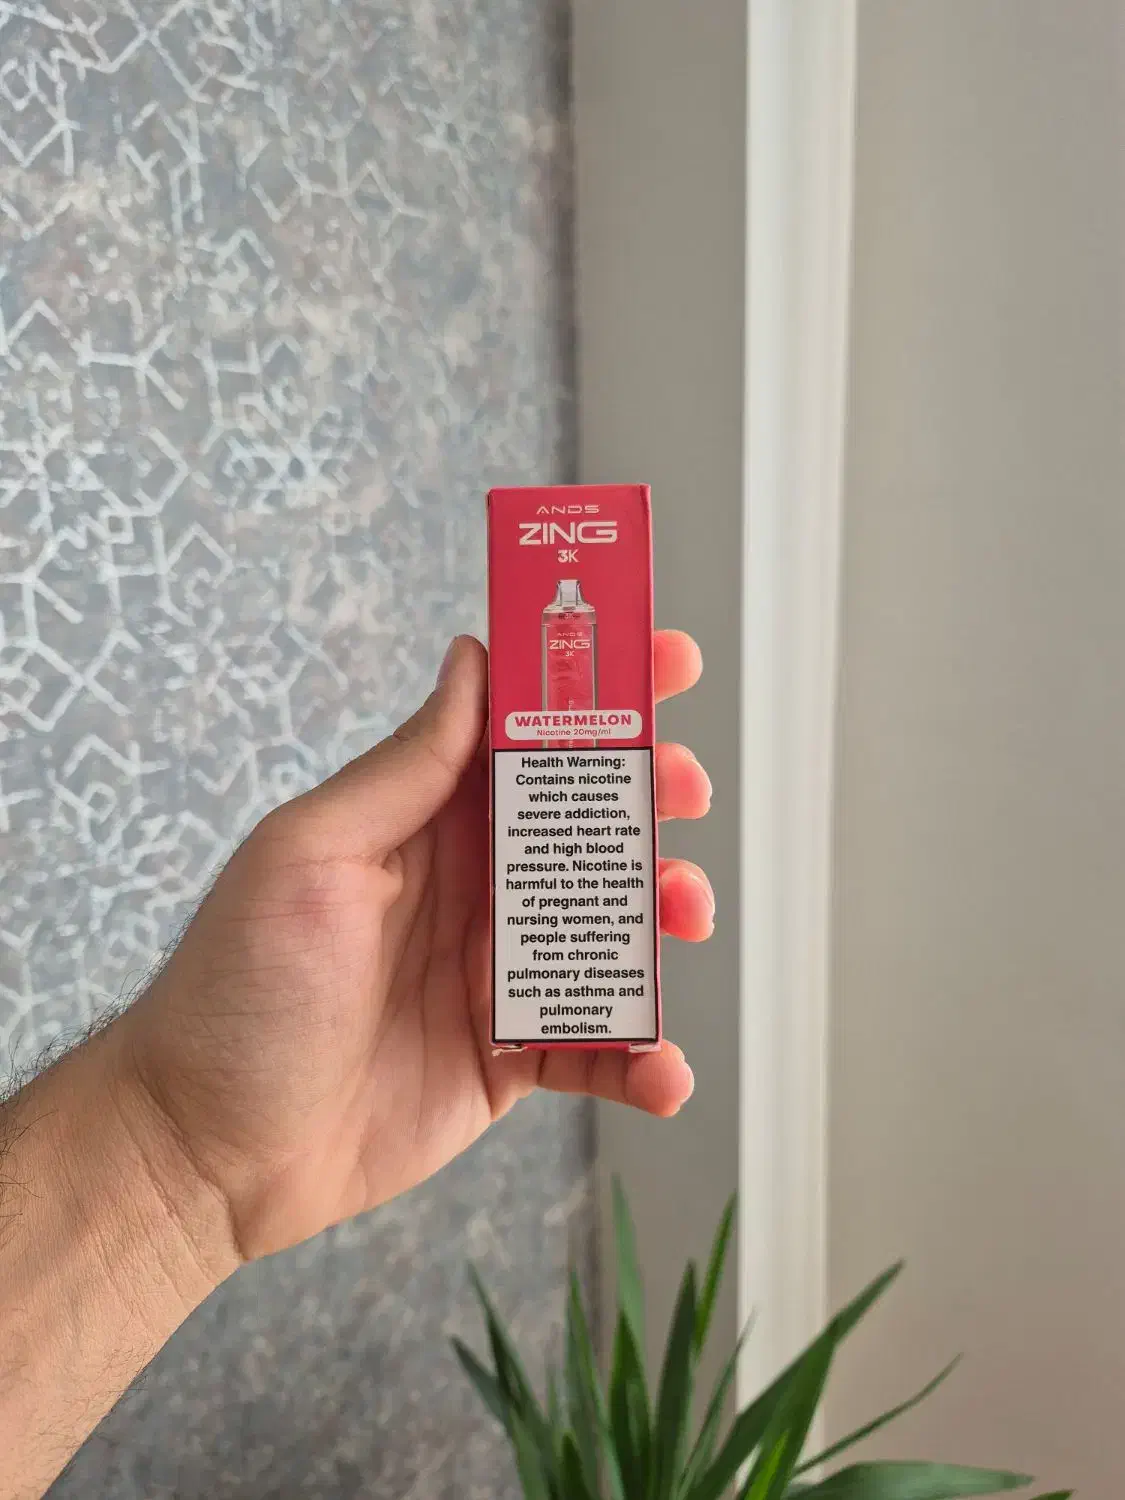 ANDS
ZING
3K
3K
ANDS
ZING
3K
WATERMELON
Nicotine 20mg/ml
Health Warning:
Contains nicotine
which causes
severe addiction,
increased heart rate
and high blood
pressure. Nicotine is
harmful to the health
of pregnant and
nursing women, and
people suffering
from chronic
pulmonary diseases
such as asthma and
pulmonary
embolism.